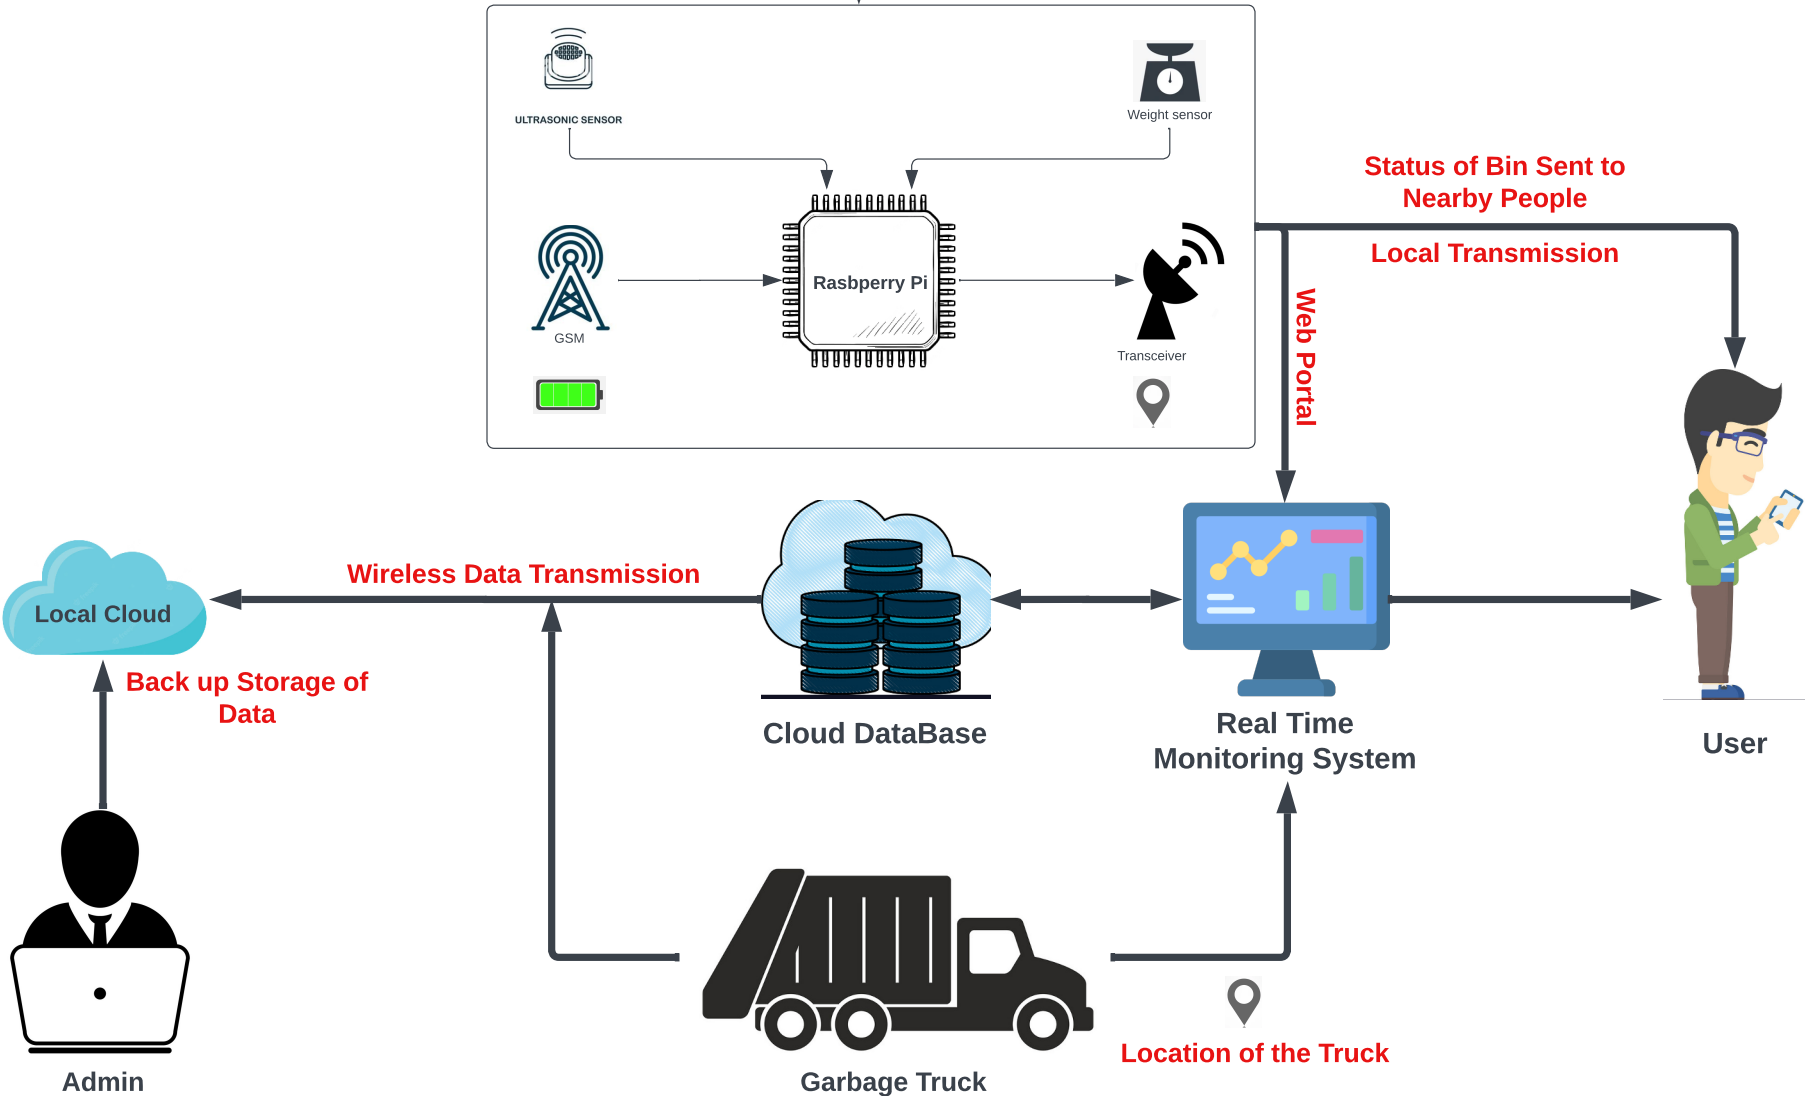 ULTRASONIC SENSOR
Weight sensor
Status of Bin Sent to
Nearby People
Local Transmission
Rasbperry Pi
GSM
Transceiver
Web Portal
Wireless Data Transmission
Local Cloud
Back up Storage of
Data
Cloud DataBase
Real Time
Monitoring System
User
Location of the Truck
Admin
Garbage Truck